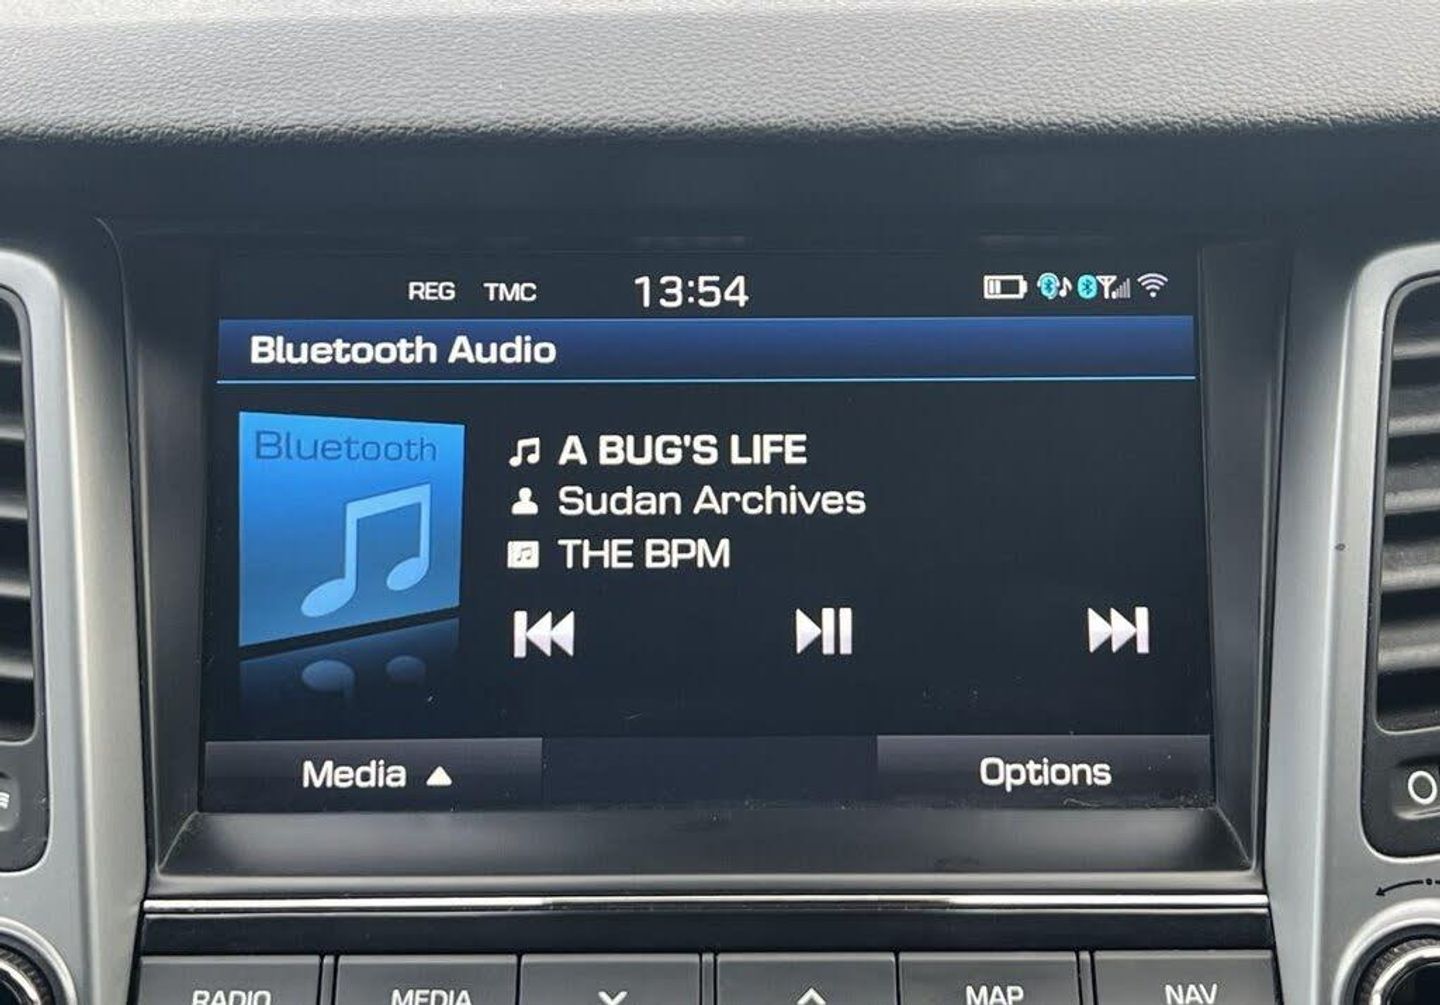 REG TMC 13:54
Bluetooth Audio
Bluetooth
A BUG'S LIFE
Sudan Archives
THE BPM
Media
Options
RADIO MEDIA MAP NAV